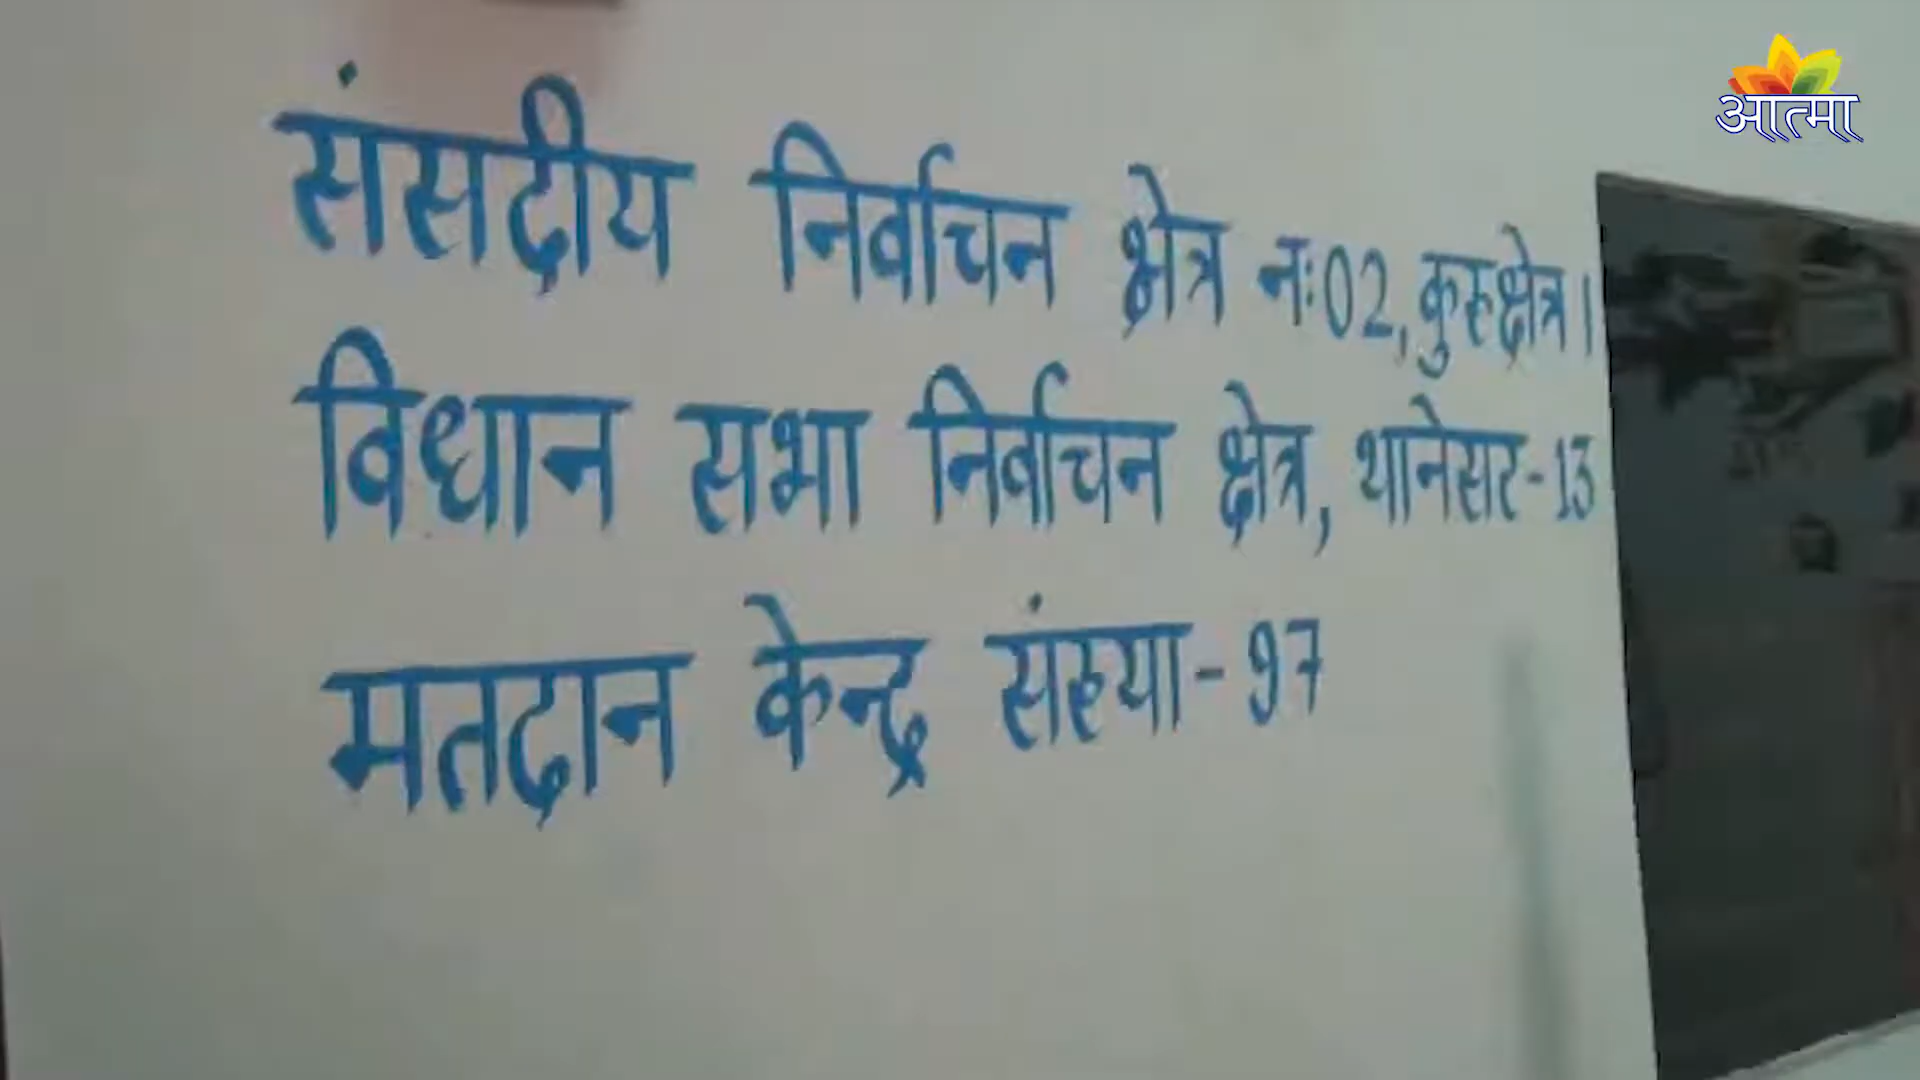 आत्मा
संसदीय निर्वाचन क्षेत्र नः02, कुरुक्षेत्र।
विधान सभा निर्वाचन क्षेत्र, थानेसर-13
मतदान केन्द्र संख्या-97